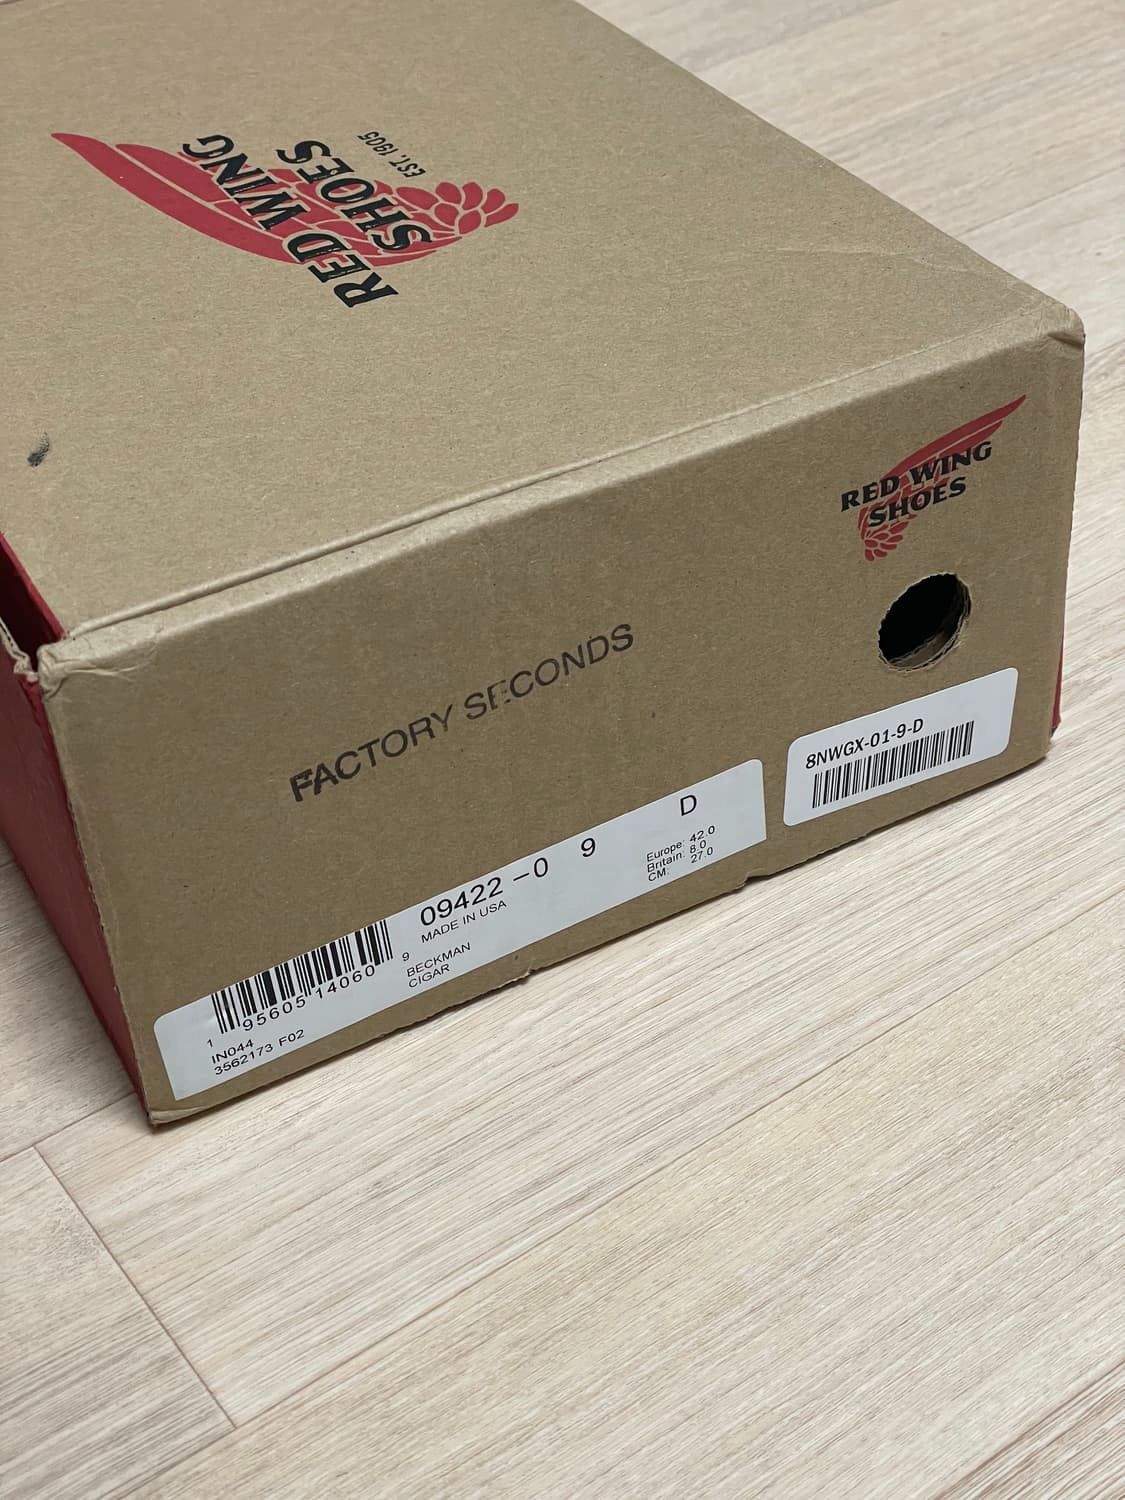 RED WING
SHOES
EST. 1905
RED WING
SHOES
FACTORY SECONDS
8NWGX-01-9-D
09422 -0 9 D
MADE IN USA
Europe: 42.0
Britain: 8.0
CM: 27.0
BECKMAN
CIGAR
1 95605 14060 9
IN044
3562173 F02